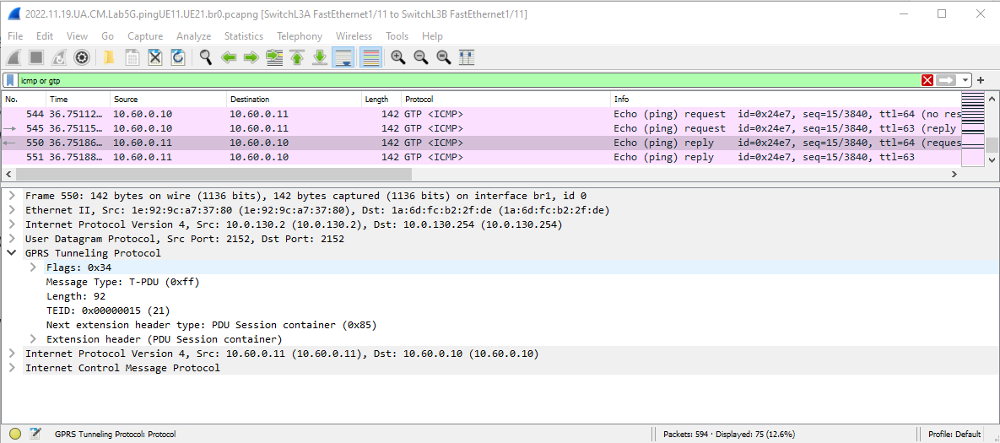 2022.11.19.UA.CM.Lab5G.pingUE11.UE21.br0.pcapng [SwitchL3A FastEthernet1/11 to SwitchL3B FastEthernet1/11]
File Edit View Go Capture Analyze Statistics Telephony Wireless Tools Help
icmp or gtp
No. Time Source Destination Length Protocol Info
544 36.75112… 10.60.0.10 10.60.0.11 142 GTP <ICMP> Echo (ping) request id=0x24e7, seq=15/3840, ttl=64 (no res
545 36.75115… 10.60.0.10 10.60.0.11 142 GTP <ICMP> Echo (ping) request id=0x24e7, seq=15/3840, ttl=63 (reply
550 36.75186… 10.60.0.11 10.60.0.10 142 GTP <ICMP> Echo (ping) reply id=0x24e7, seq=15/3840, ttl=64 (reques
551 36.75188… 10.60.0.11 10.60.0.10 142 GTP <ICMP> Echo (ping) reply id=0x24e7, seq=15/3840, ttl=63
Frame 550: 142 bytes on wire (1136 bits), 142 bytes captured (1136 bits) on interface br1, id 0
Ethernet II, Src: 1e:92:9c:a7:37:80 (1e:92:9c:a7:37:80), Dst: 1a:6d:fc:b2:2f:de (1a:6d:fc:b2:2f:de)
Internet Protocol Version 4, Src: 10.0.130.2 (10.0.130.2), Dst: 10.0.130.254 (10.0.130.254)
User Datagram Protocol, Src Port: 2152, Dst Port: 2152
GPRS Tunneling Protocol
Flags: 0x34
Message Type: T-PDU (0xff)
Length: 92
TEID: 0x00000015 (21)
Next extension header type: PDU Session container (0x85)
Extension header (PDU Session container)
Internet Protocol Version 4, Src: 10.60.0.11 (10.60.0.11), Dst: 10.60.0.10 (10.60.0.10)
Internet Control Message Protocol
GPRS Tunneling Protocol: Protocol
Packets: 594 · Displayed: 75 (12.6%)
Profile: Default